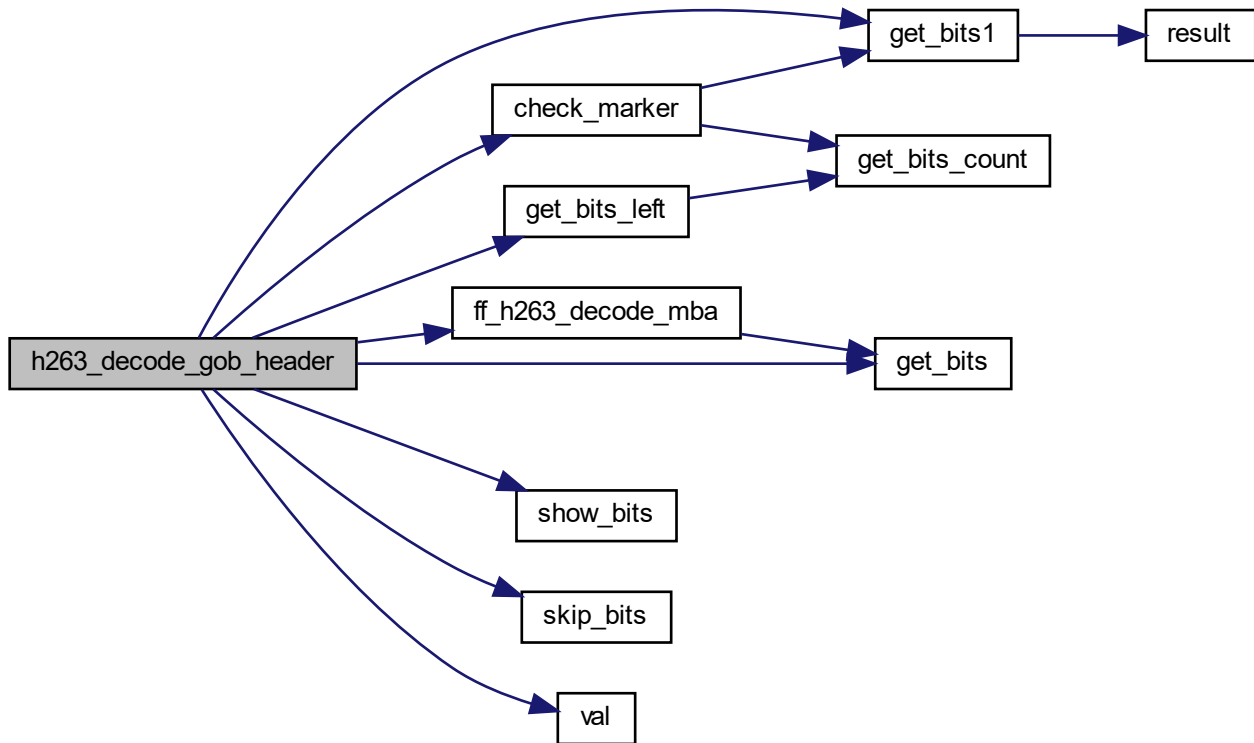 get_bits1
result
check_marker
get_bits_count
get_bits_left
ff_h263_decode_mba
h263_decode_gob_header
get_bits
show_bits
skip_bits
val